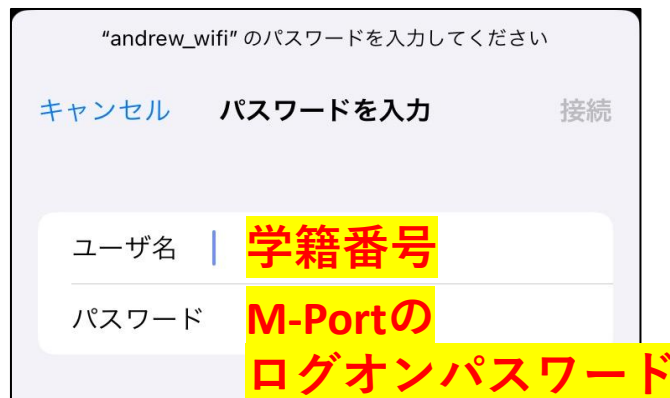 “andrew_wifi” のパスワードを入力してください
キャンセル パスワードを入力 接続
ユーザ名 学籍番号
パスワード M-Portの
ログオンパスワード